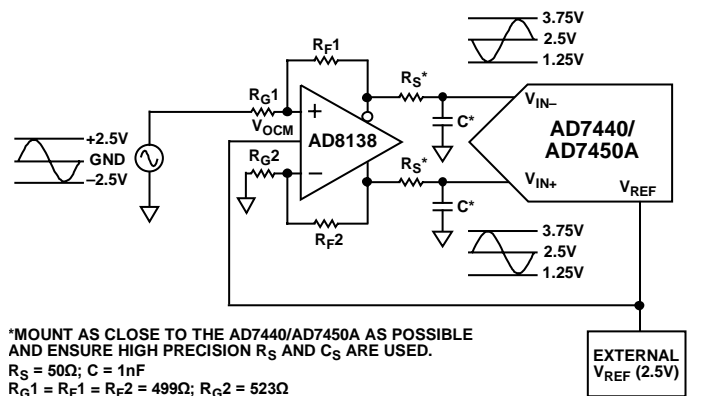 3.75V
2.5V
1.25V
RF1
RS*
RG1
+
VOCM
AD8138
C*
VIN–
AD7440/
AD7450A
+2.5V
GND
–2.5V
RG2
–
RS*
VIN+
VREF
RF2
C*
3.75V
2.5V
1.25V
*MOUNT AS CLOSE TO THE AD7440/AD7450A AS POSSIBLE
AND ENSURE HIGH PRECISION RS AND CS ARE USED.
RS = 50Ω; C = 1nF
RG1 = RF1 = RF2 = 499Ω; RG2 = 523Ω
EXTERNAL
VREF (2.5V)